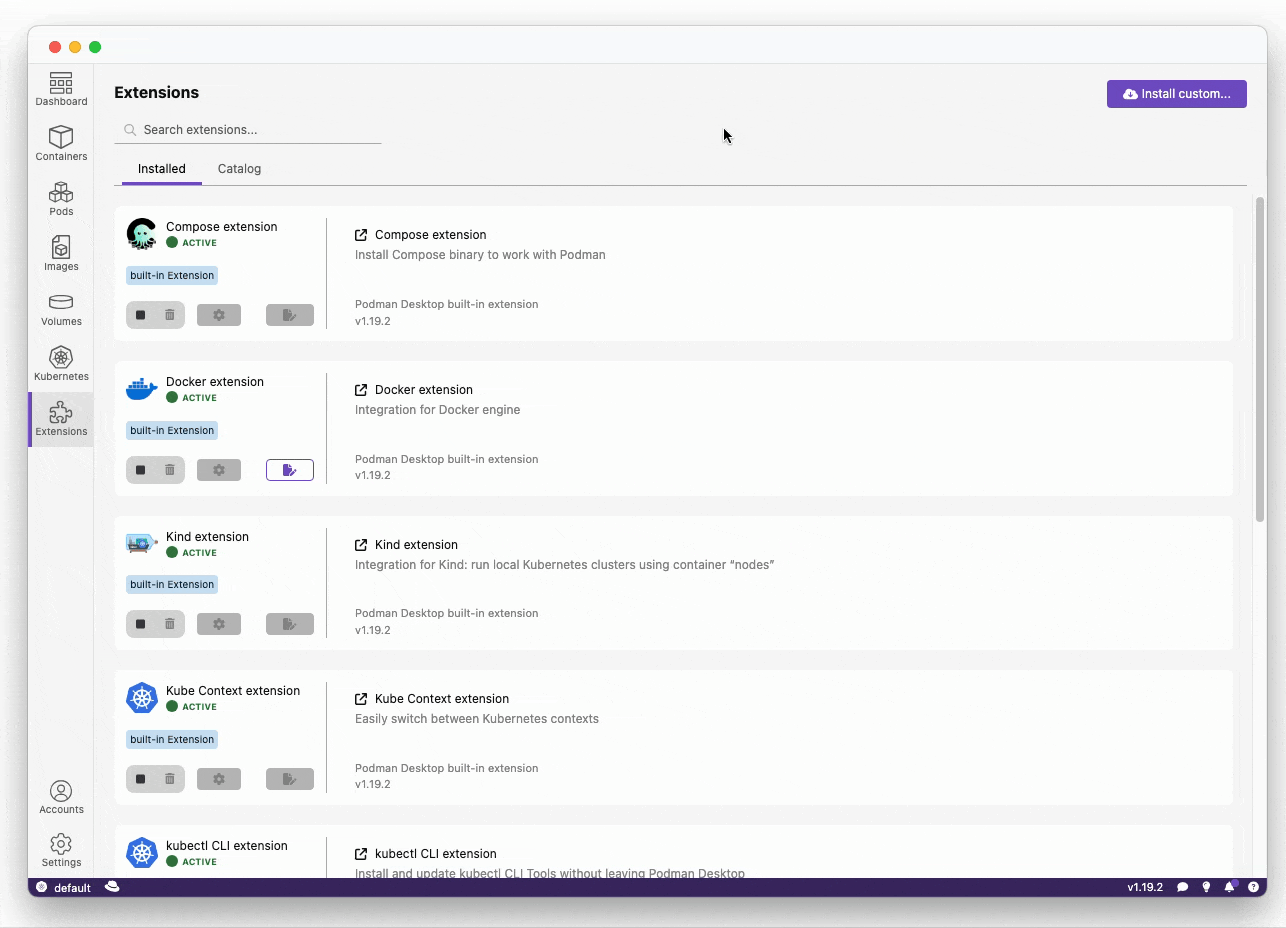 Dashboard
Containers
Pods
Images
Volumes
Kubernetes
Extensions
Accounts
Settings
Extensions
Install custom...
Search extensions...
Installed
Catalog
Compose extension
ACTIVE
built-in Extension
Compose extension
Install Compose binary to work with Podman
Podman Desktop built-in extension
v1.19.2
Docker extension
ACTIVE
built-in Extension
Docker extension
Integration for Docker engine
Podman Desktop built-in extension
v1.19.2
Kind extension
ACTIVE
built-in Extension
Kind extension
Integration for Kind: run local Kubernetes clusters using container “nodes”
Podman Desktop built-in extension
v1.19.2
Kube Context extension
ACTIVE
built-in Extension
Kube Context extension
Easily switch between Kubernetes contexts
Podman Desktop built-in extension
v1.19.2
kubectl CLI extension
ACTIVE
kubectl CLI extension
Install and update kubectl CLI Tools without leaving Podman Desktop
default
v1.19.2